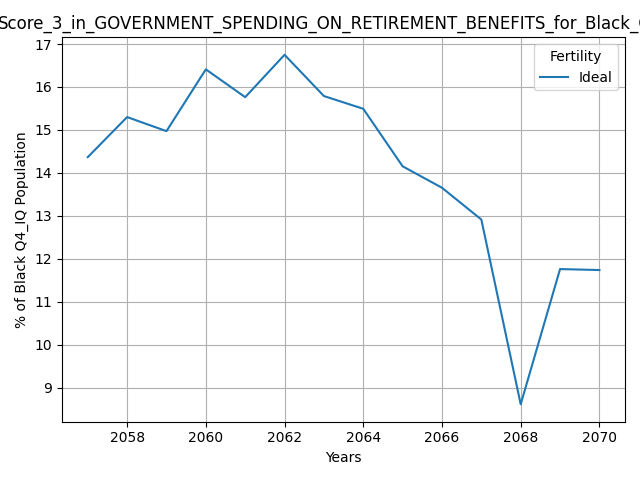 Score_3_in_GOVERNMENT_SPENDING_ON_RETIREMENT_BENEFITS_for_Black_
17
16
15
14
13
12
11
10
9
% of Black Q4_IQ Population
Fertility
Ideal
2058 2060 2062 2064 2066 2068 2070
Years